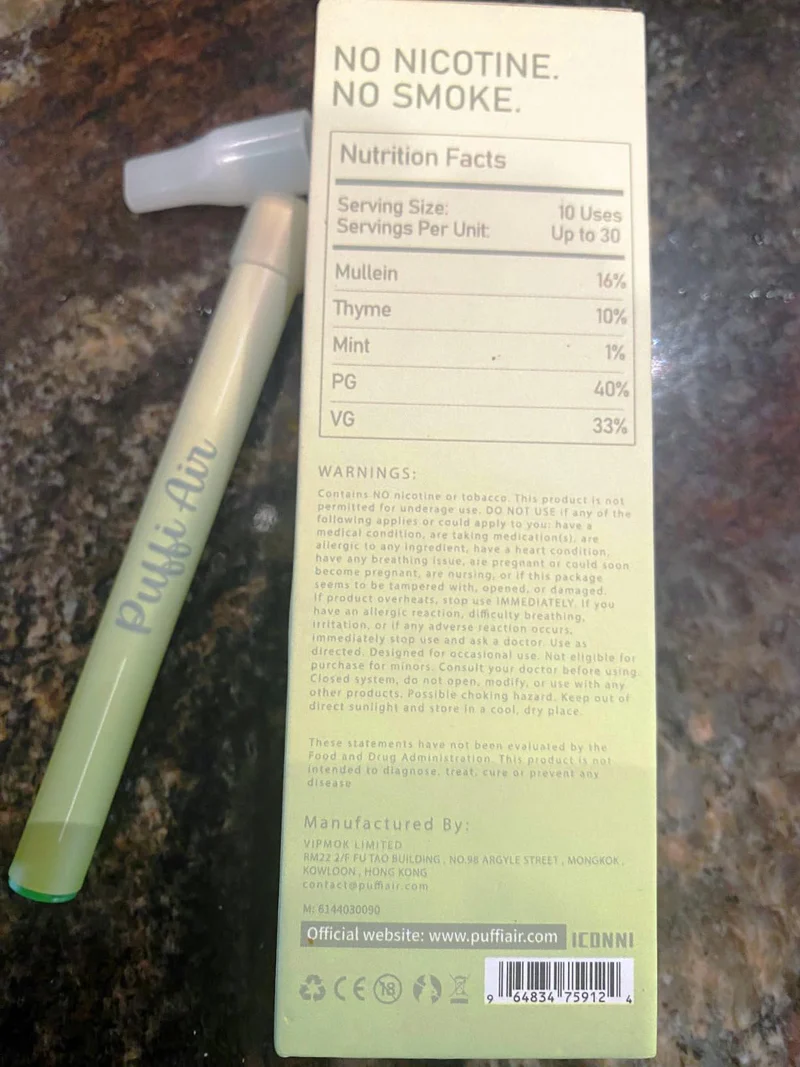 NO NICOTINE.
NO SMOKE.
Nutrition Facts
Serving Size: 10 Uses
Servings Per Unit: Up to 30
Mullein 16%
Thyme 10%
Mint 1%
PG 40%
VG 33%
WARNINGS:
Contains NO nicotine or tobacco. This product is not
permitted for underage use. DO NOT USE if any of the
following applies or could apply to you: have a
medical condition, are taking medication(s), are
allergic to any ingredient, have a heart condition,
have any breathing issue, are pregnant or could soon
become pregnant, are nursing, or if this package
seems to be tampered with, opened, or damaged.
If product overheats, stop use IMMEDIATELY. If you
have an allergic reaction, difficulty breathing,
irritation, or if any adverse reaction occurs,
immediately stop use and ask a doctor. Use as
directed. Designed for occasional use. Not eligible for
purchase for minors. Consult your doctor before using.
Closed system, do not open, modify, or use with any
other products. Possible choking hazard. Keep out of
direct sunlight and store in a cool, dry place.
These statements have not been evaluated by the
Food and Drug Administration. This product is not
intended to diagnose, treat, cure or prevent any
disease
Manufactured By:
VIPMOK LIMITED
RM22 2/F FU TAO BUILDING , NO.98 ARGYLE STREET , MONGKOK ,
KOWLOON , HONG KONG
contact@puffiair.com
M: 6144030090
Official website: www.puffiair.com ICONNI
CE 18
9 64834 75912 4
Puffi Air